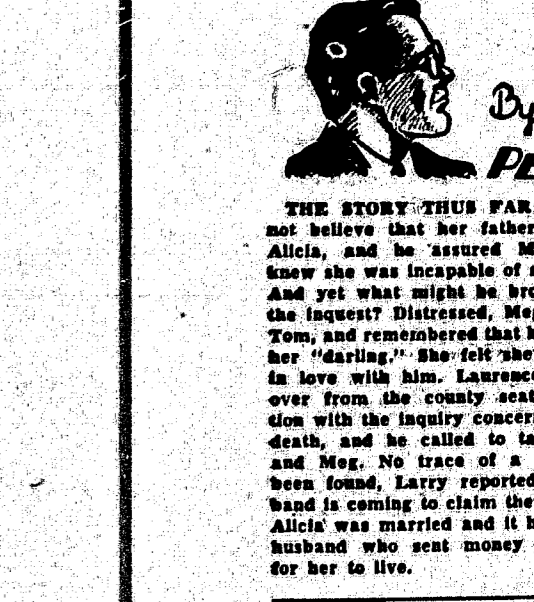 By
PE
THE STORY THUS FAR
not believe that her father
Alicia, and he assured M
knew she was incapable of
And yet what might be bro
the inquest? Distressed, Meg
Tom, and remembered that h
her "darling." She felt she
in love with him. Laurence
over from the county seat
tion with the inquiry concern
death, and he called to ta
and Meg. No trace of a
been found, Larry reported
band is coming to claim the
Alicia was married and it h
husband who sent money
for her to live.